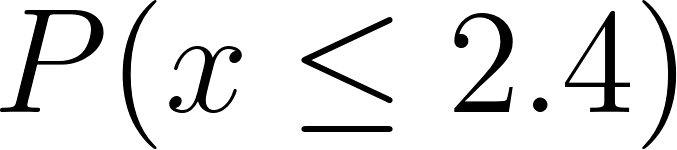 P(x ≤ 2.4)